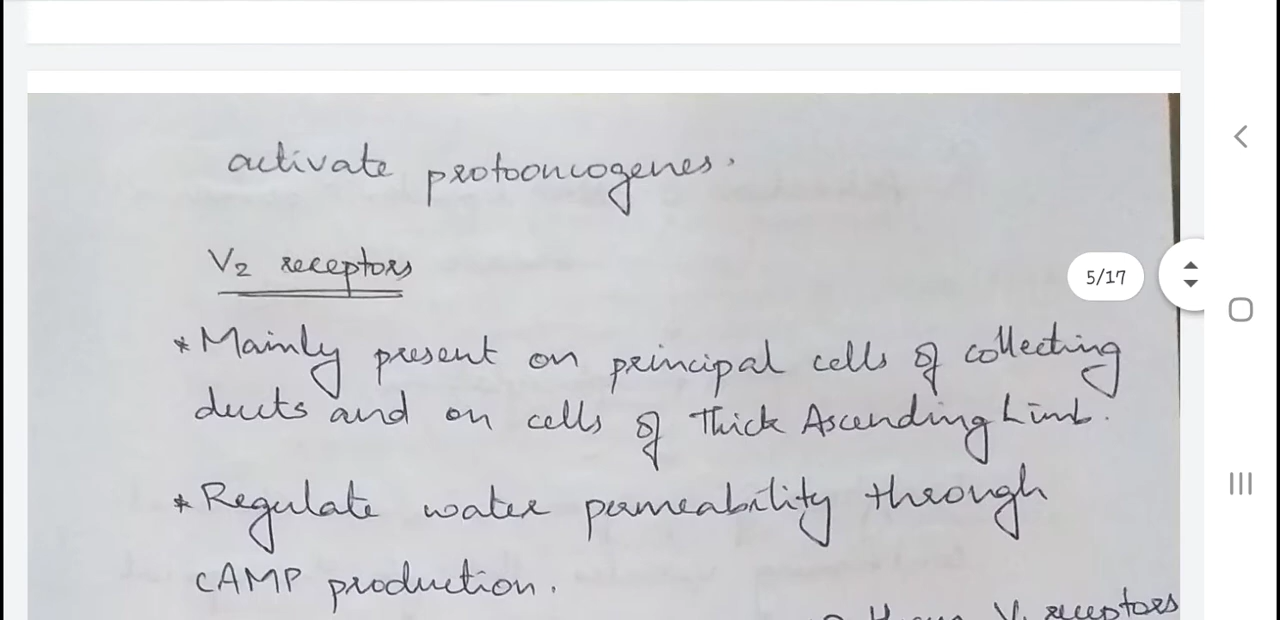 activate protooncogenes.
V2 receptors
* Mainly present on principal cells of collecting
ducts and on cells of Thick Ascending Limb.
* Regulate water permeability through
cAMP production.
receptors
5/17